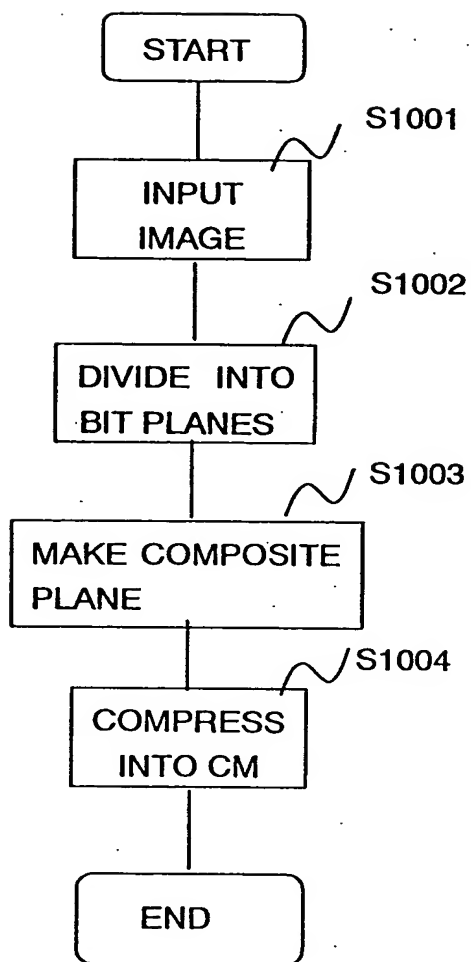 START
S1001
INPUT
IMAGE
S1002
DIVIDE INTO
BIT PLANES
S1003
MAKE COMPOSITE
PLANE
S1004
COMPRESS
INTO CM
END